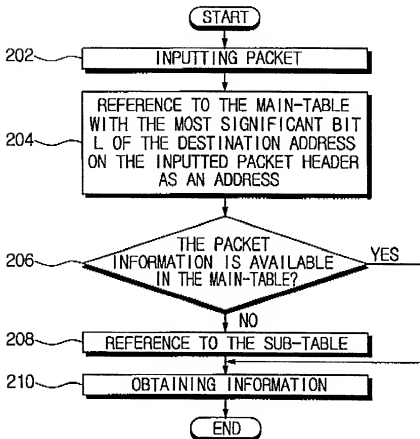 START
202
INPUTTING PACKET
204
REFERENCE TO THE MAIN-TABLE
WITH THE MOST SIGNIFICANT BIT
L OF THE DESTINATION ADDRESS
ON THE INPUTTED PACKET HEADER
AS AN ADDRESS
206
THE PACKET
INFORMATION IS AVAILABLE
IN THE MAIN-TABLE?
YES
NO
208
REFERENCE TO THE SUB-TABLE
210
OBTAINING INFORMATION
END